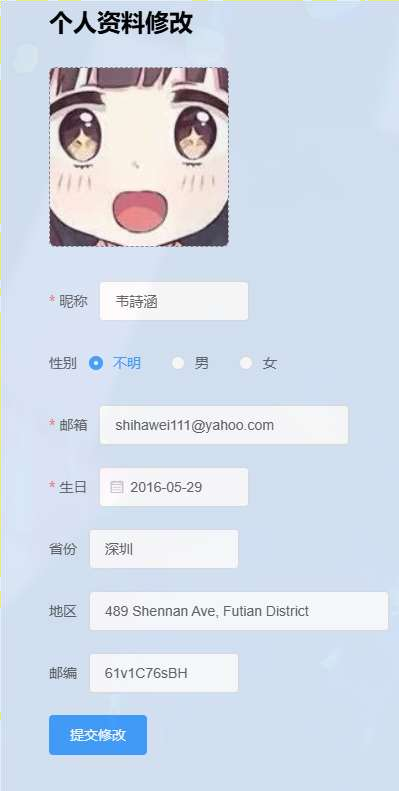 个人资料修改
* 昵称 韦詩涵
性别 不明 男 女
* 邮箱 shihawei111@yahoo.com
* 生日 2016-05-29
省份 深圳
地区 489 Shennan Ave, Futian District
邮编 61v1C76sBH
提交修改